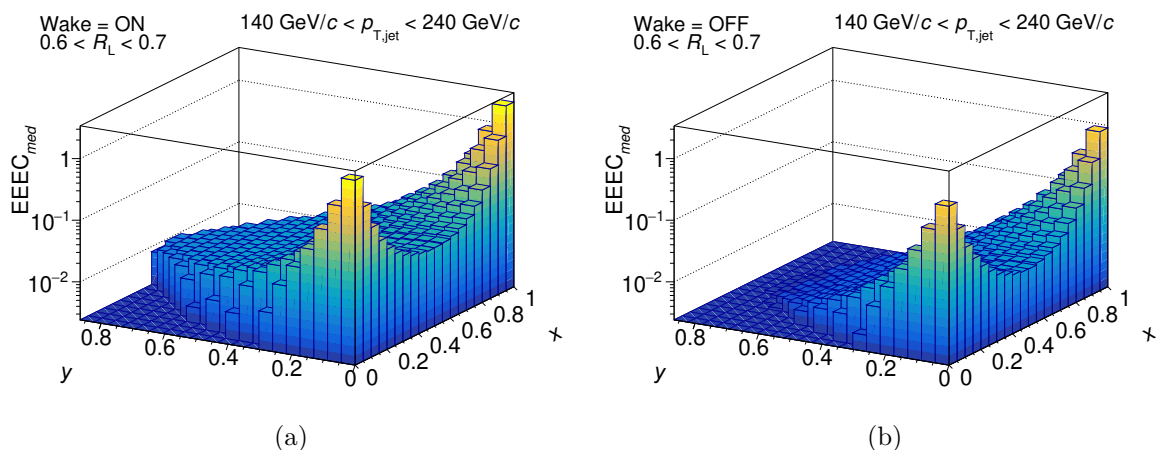 Wake = ON
0.6 < R_L < 0.7
140 GeV/c < p_T,jet < 240 GeV/c
EEEC_med
1
10⁻¹
10⁻²
0.8
0.6
0.4
0.2
0
y
0
0.2
0.4
0.6
0.8
1
x
(a)
Wake = OFF
0.6 < R_L < 0.7
140 GeV/c < p_T,jet < 240 GeV/c
EEEC_med
1
10⁻¹
10⁻²
0.8
0.6
0.4
0.2
0
y
0
0.2
0.4
0.6
0.8
1
x
(b)